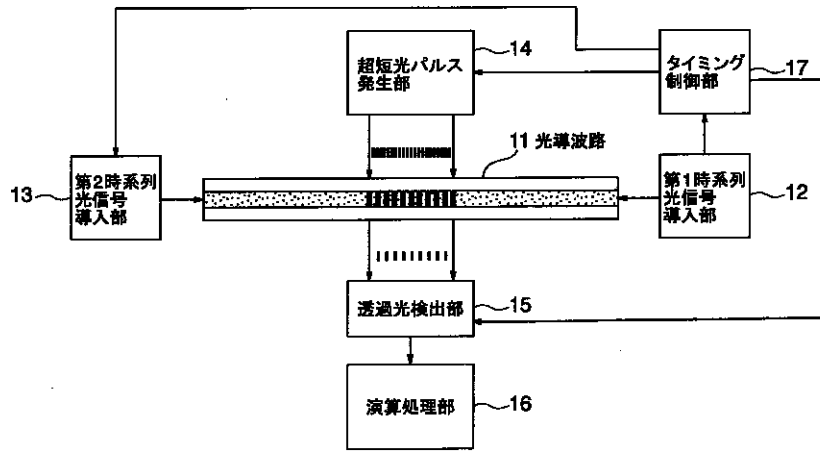 14
超短光パルス
発生部
タイミング
制御部
17
11 光導波路
13
第2時系列
光信号
導入部
第1時系列
光信号
導入部
12
透過光検出部
15
演算処理部
16